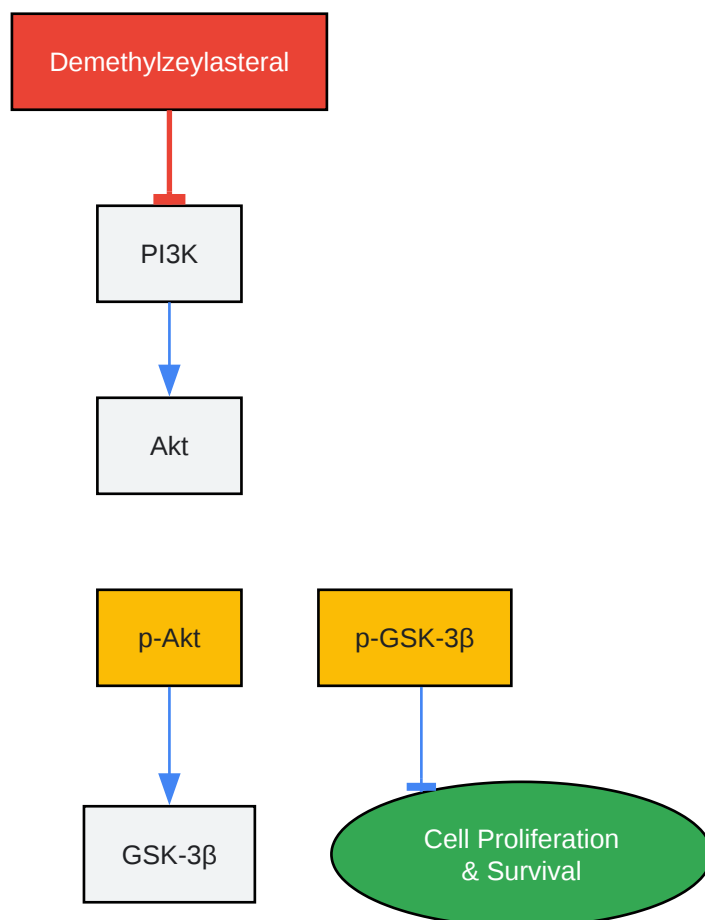 Demethylzeylasteral
PI3K
Akt
p-Akt
p-GSK-3β
GSK-3β
Cell Proliferation
& Survival